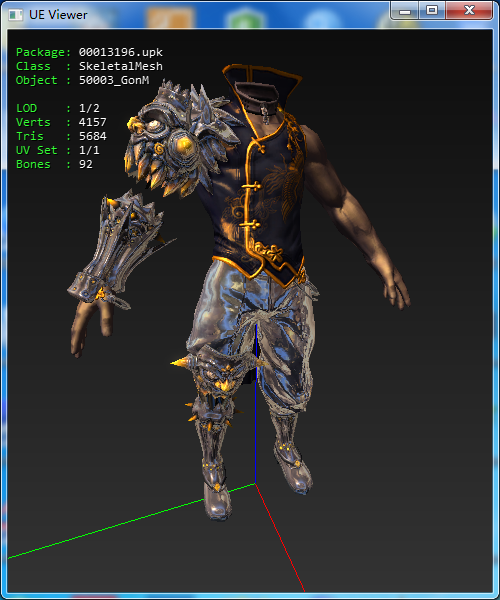 UE Viewer
Package: 00013196.upk
Class : SkeletalMesh
Object : 50003_GonM
LOD : 1/2
Verts : 4157
Tris : 5684
UV Set : 1/1
Bones : 92